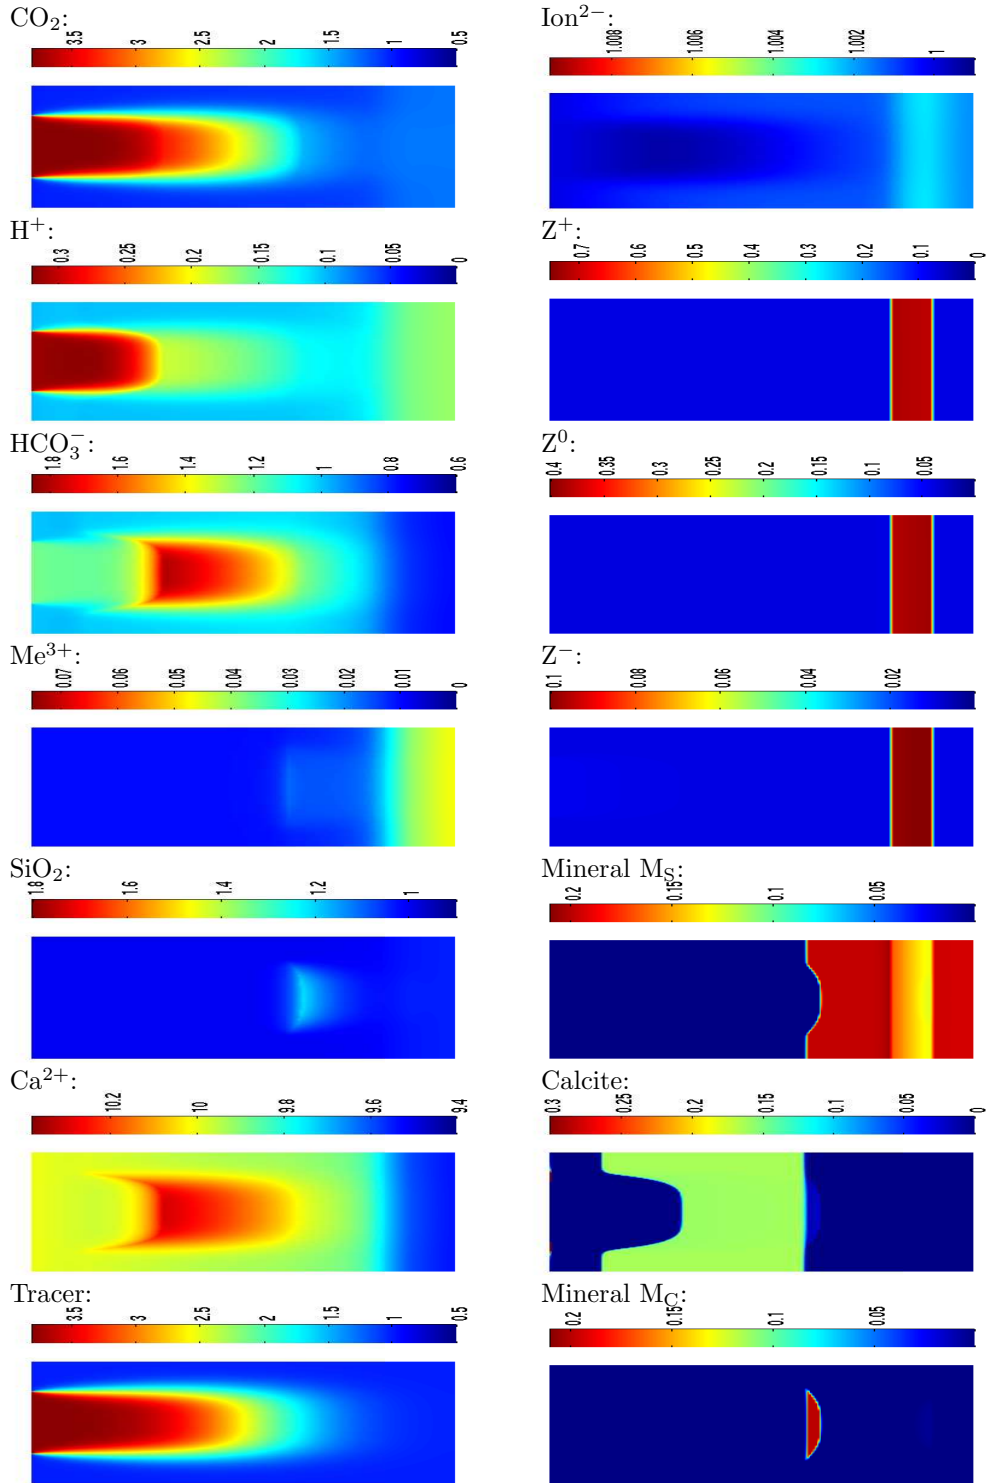 CO₂:
3.5 3 2.5 2 1.5 1 0.5
H⁺:
0.3 0.25 0.2 0.15 0.1 0.05 0
HCO₃⁻:
1.8 1.6 1.4 1.2 1 0.8 0.6
Me³⁺:
0.07 0.06 0.05 0.04 0.03 0.02 0.01 0
SiO₂:
1.8 1.6 1.4 1.2 1
Ca²⁺:
10.2 10 9.8 9.6 9.4
Tracer:
3.5 3 2.5 2 1.5 1 0.5
Ion²⁻:
1.008 1.006 1.004 1.002 1
Z⁺:
0.7 0.6 0.5 0.4 0.3 0.2 0.1 0
Z⁰:
0.4 0.35 0.3 0.25 0.2 0.15 0.1 0.05
Z⁻:
0.1 0.08 0.06 0.04 0.02
Mineral M_S:
0.2 0.15 0.1 0.05
Calcite:
0.3 0.25 0.2 0.15 0.1 0.05 0
Mineral M_C:
0.2 0.15 0.1 0.05